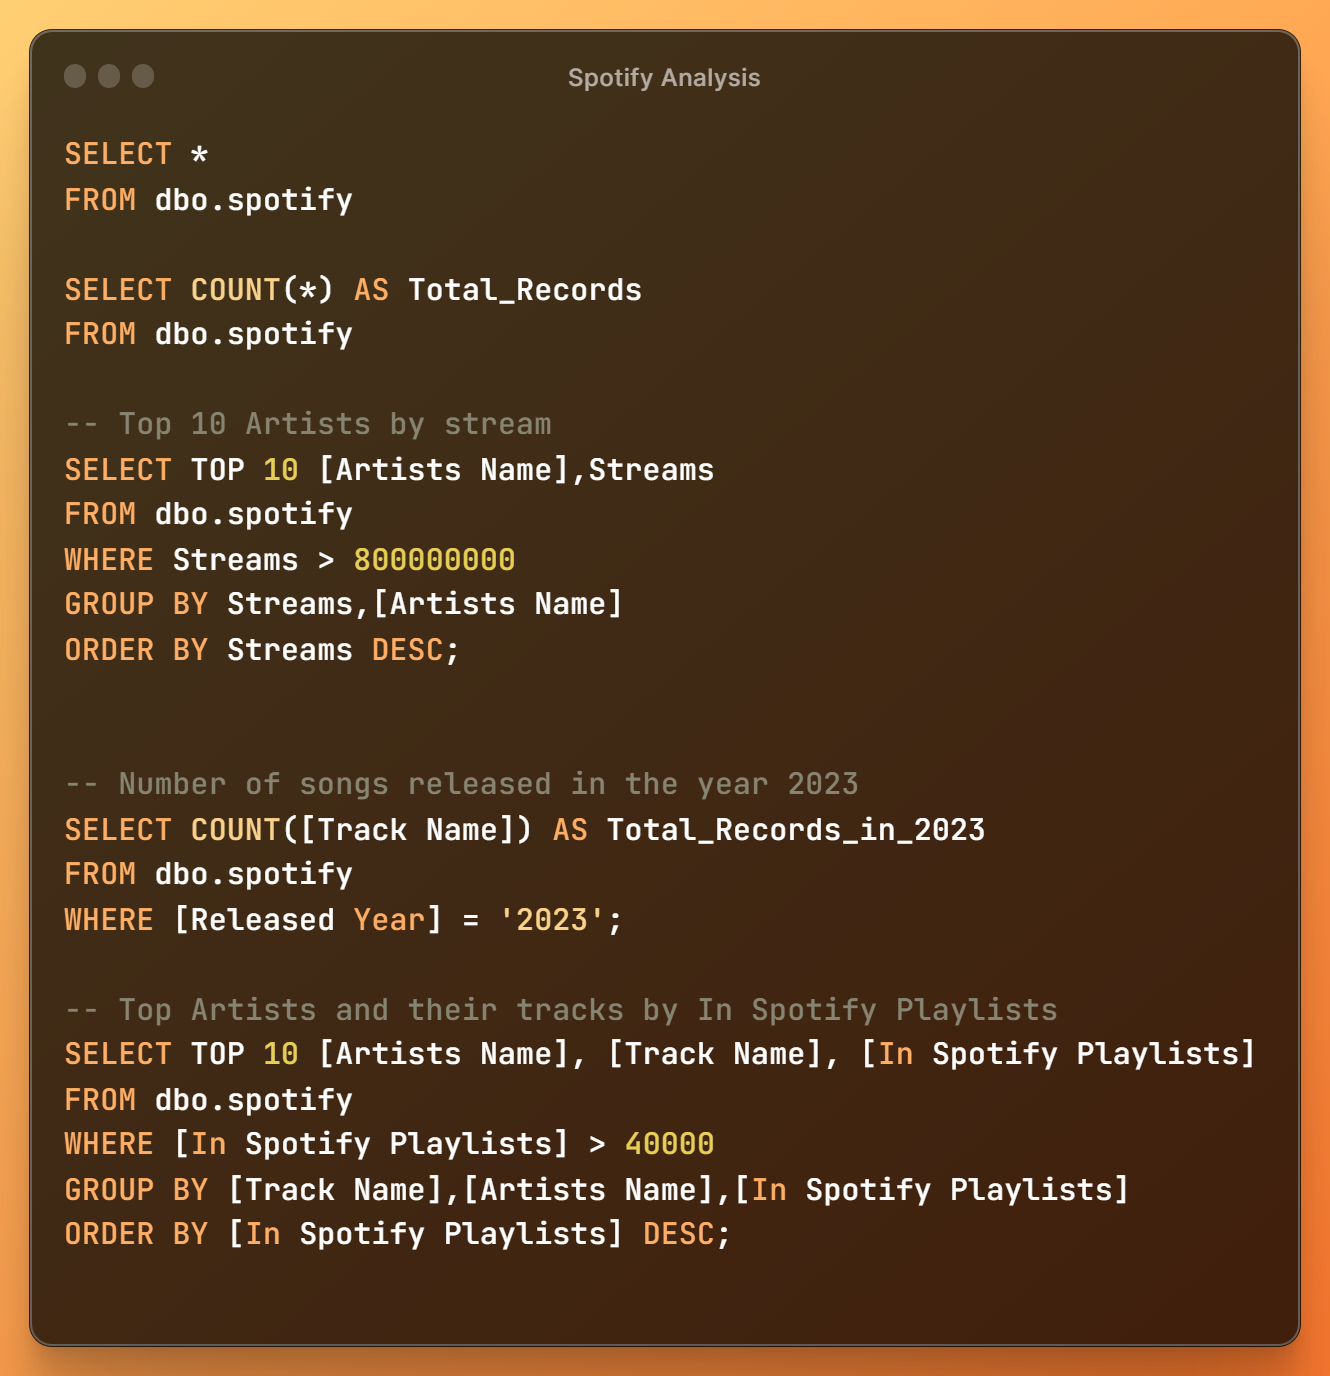 Spotify Analysis
SELECT *
FROM dbo.spotify
SELECT COUNT(*) AS Total_Records
FROM dbo.spotify
-- Top 10 Artists by stream
SELECT TOP 10 [Artists Name],Streams
FROM dbo.spotify
WHERE Streams > 800000000
GROUP BY Streams,[Artists Name]
ORDER BY Streams DESC;
-- Number of songs released in the year 2023
SELECT COUNT([Track Name]) AS Total_Records_in_2023
FROM dbo.spotify
WHERE [Released Year] = '2023';
-- Top Artists and their tracks by In Spotify Playlists
SELECT TOP 10 [Artists Name], [Track Name], [In Spotify Playlists]
FROM dbo.spotify
WHERE [In Spotify Playlists] > 40000
GROUP BY [Track Name],[Artists Name],[In Spotify Playlists]
ORDER BY [In Spotify Playlists] DESC;